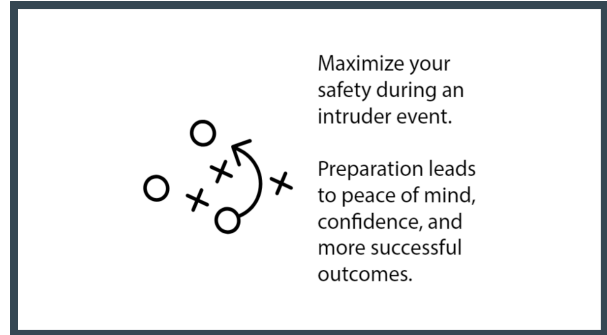 Maximize your
safety during an
intruder event.
Preparation leads
to peace of mind,
confidence, and
more successful
outcomes.